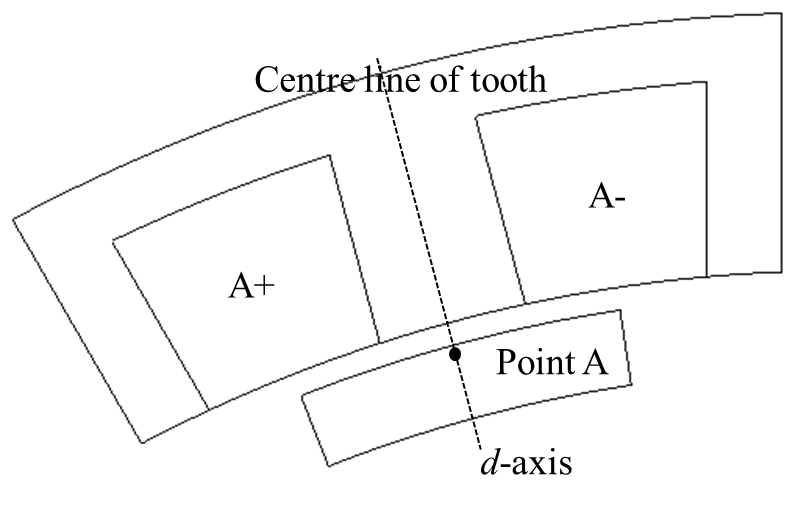 Centre line of tooth
A-
A+
Point A
d-axis